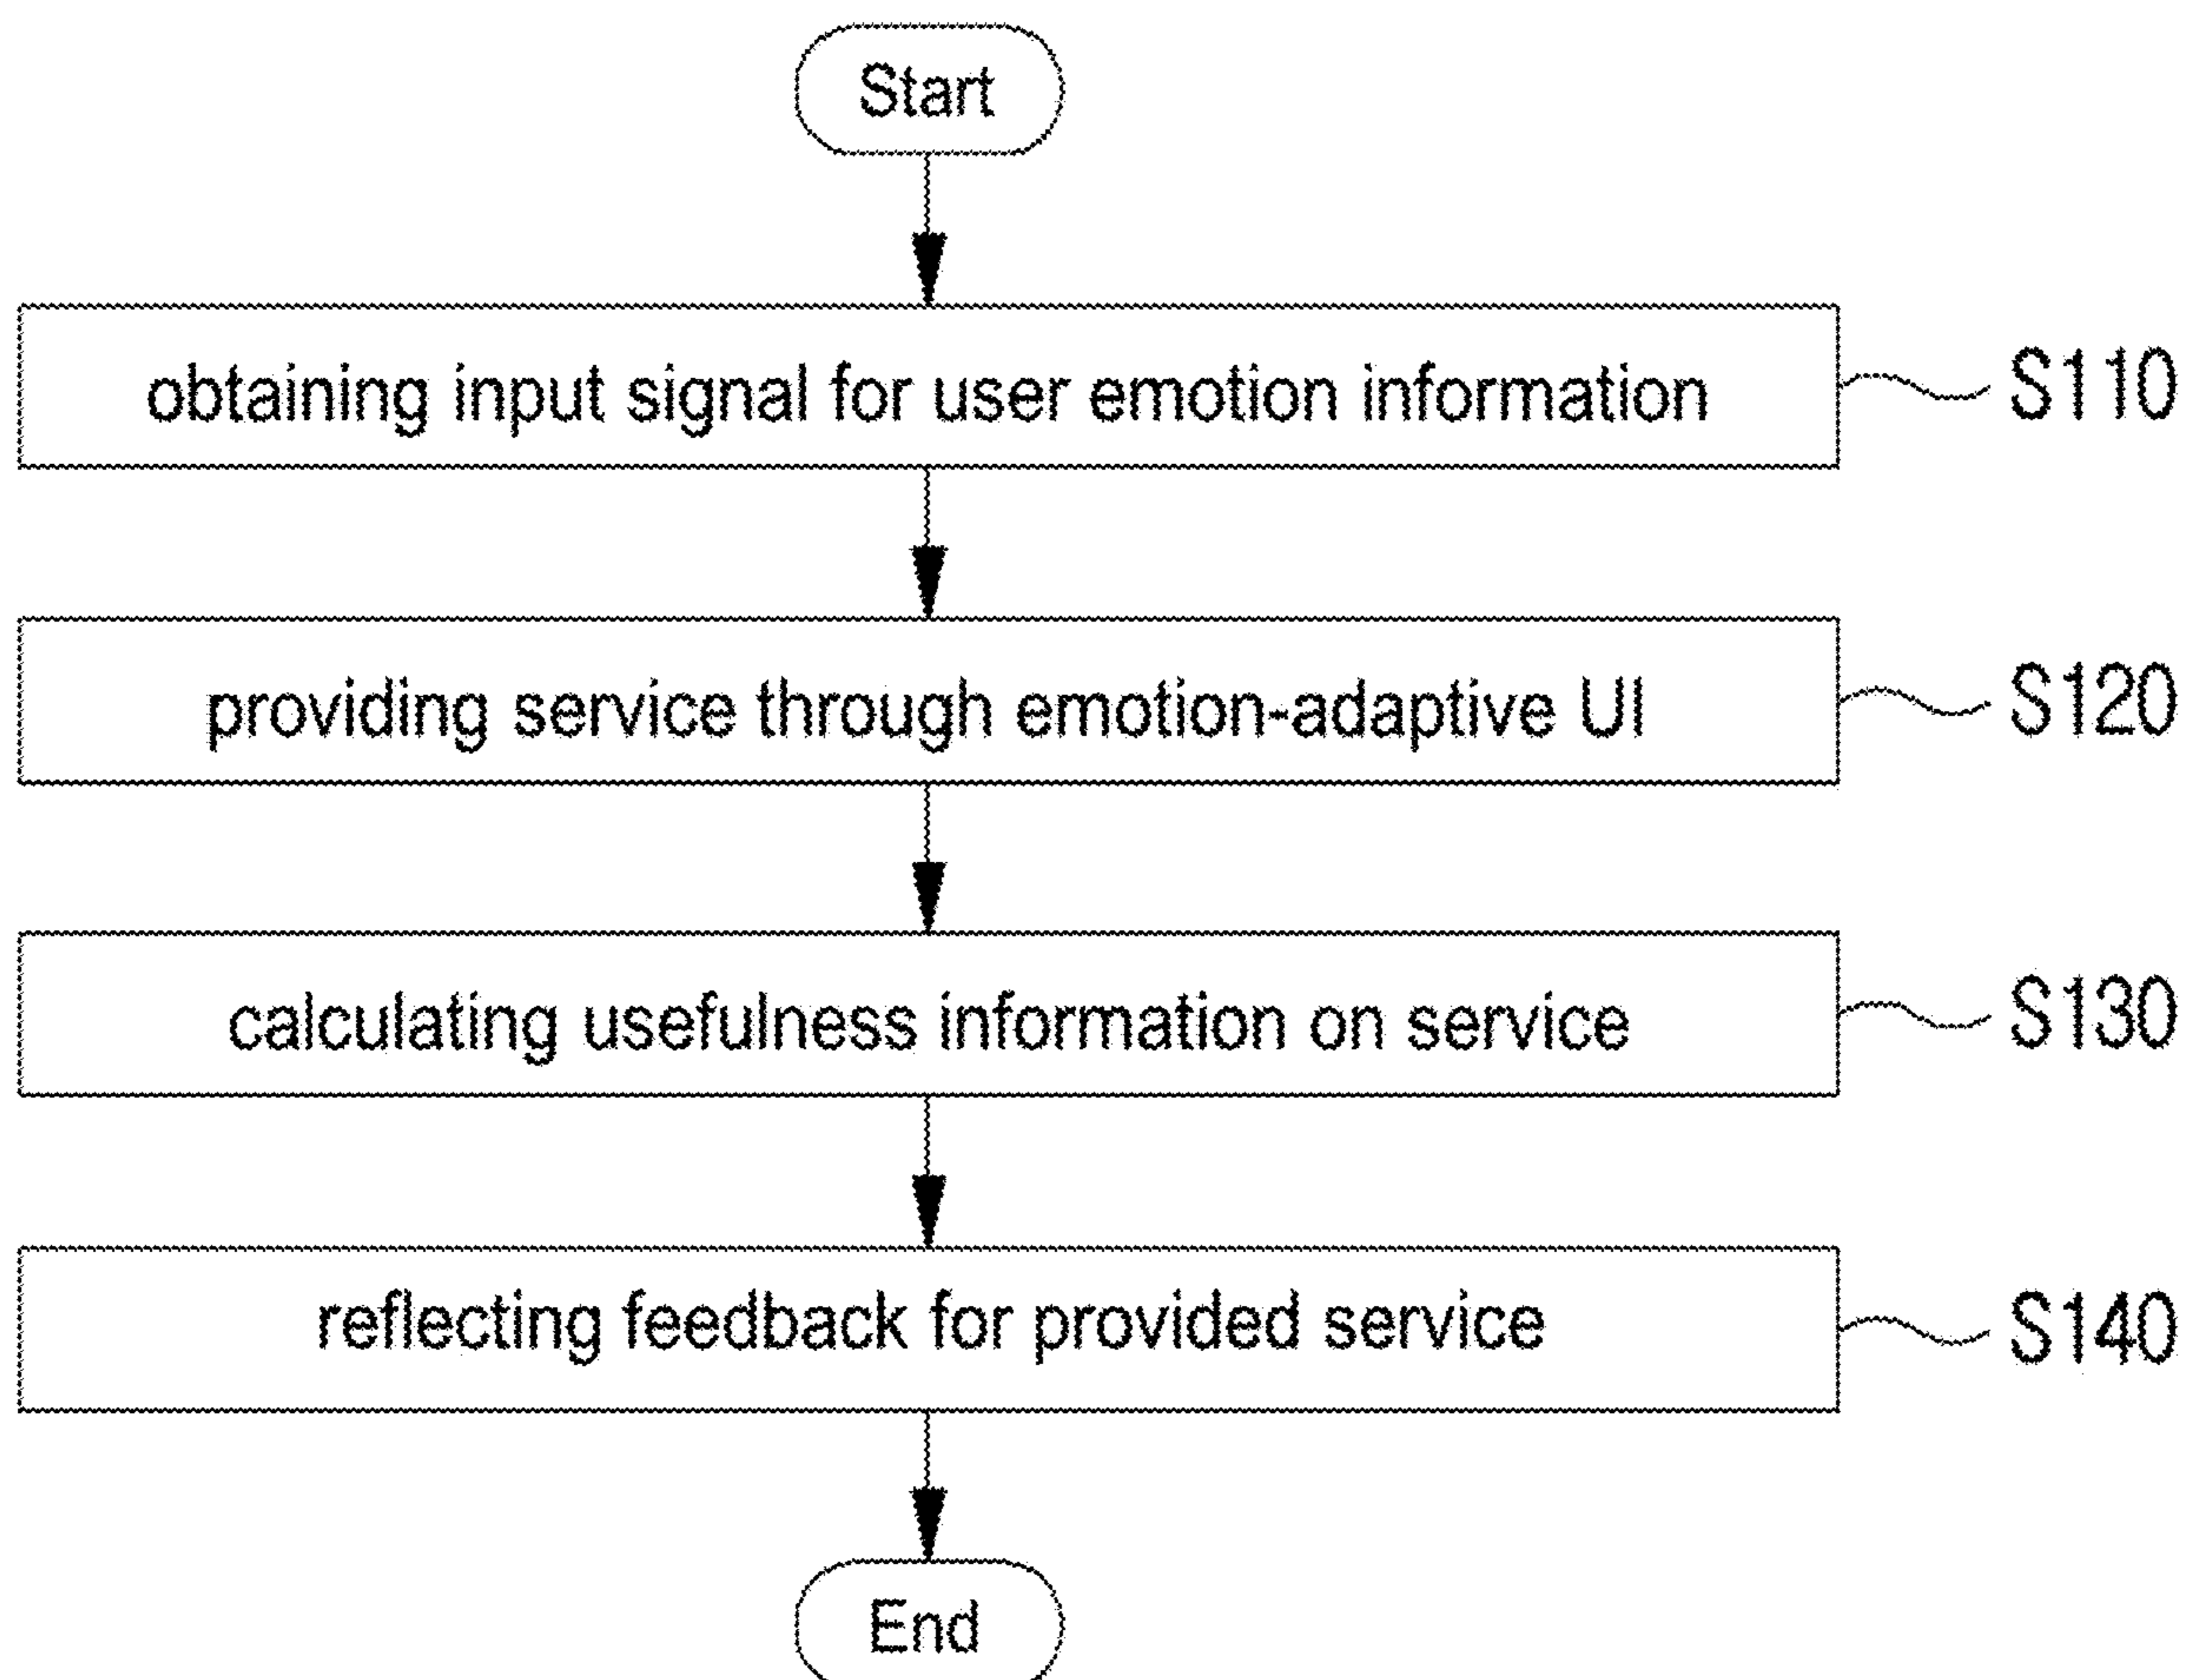 Start
obtaining input signal for user emotion information
S110
providing service through emotion-adaptive UI
S120
calculating usefulness information on service
S130
reflecting feedback for provided service
S140
End